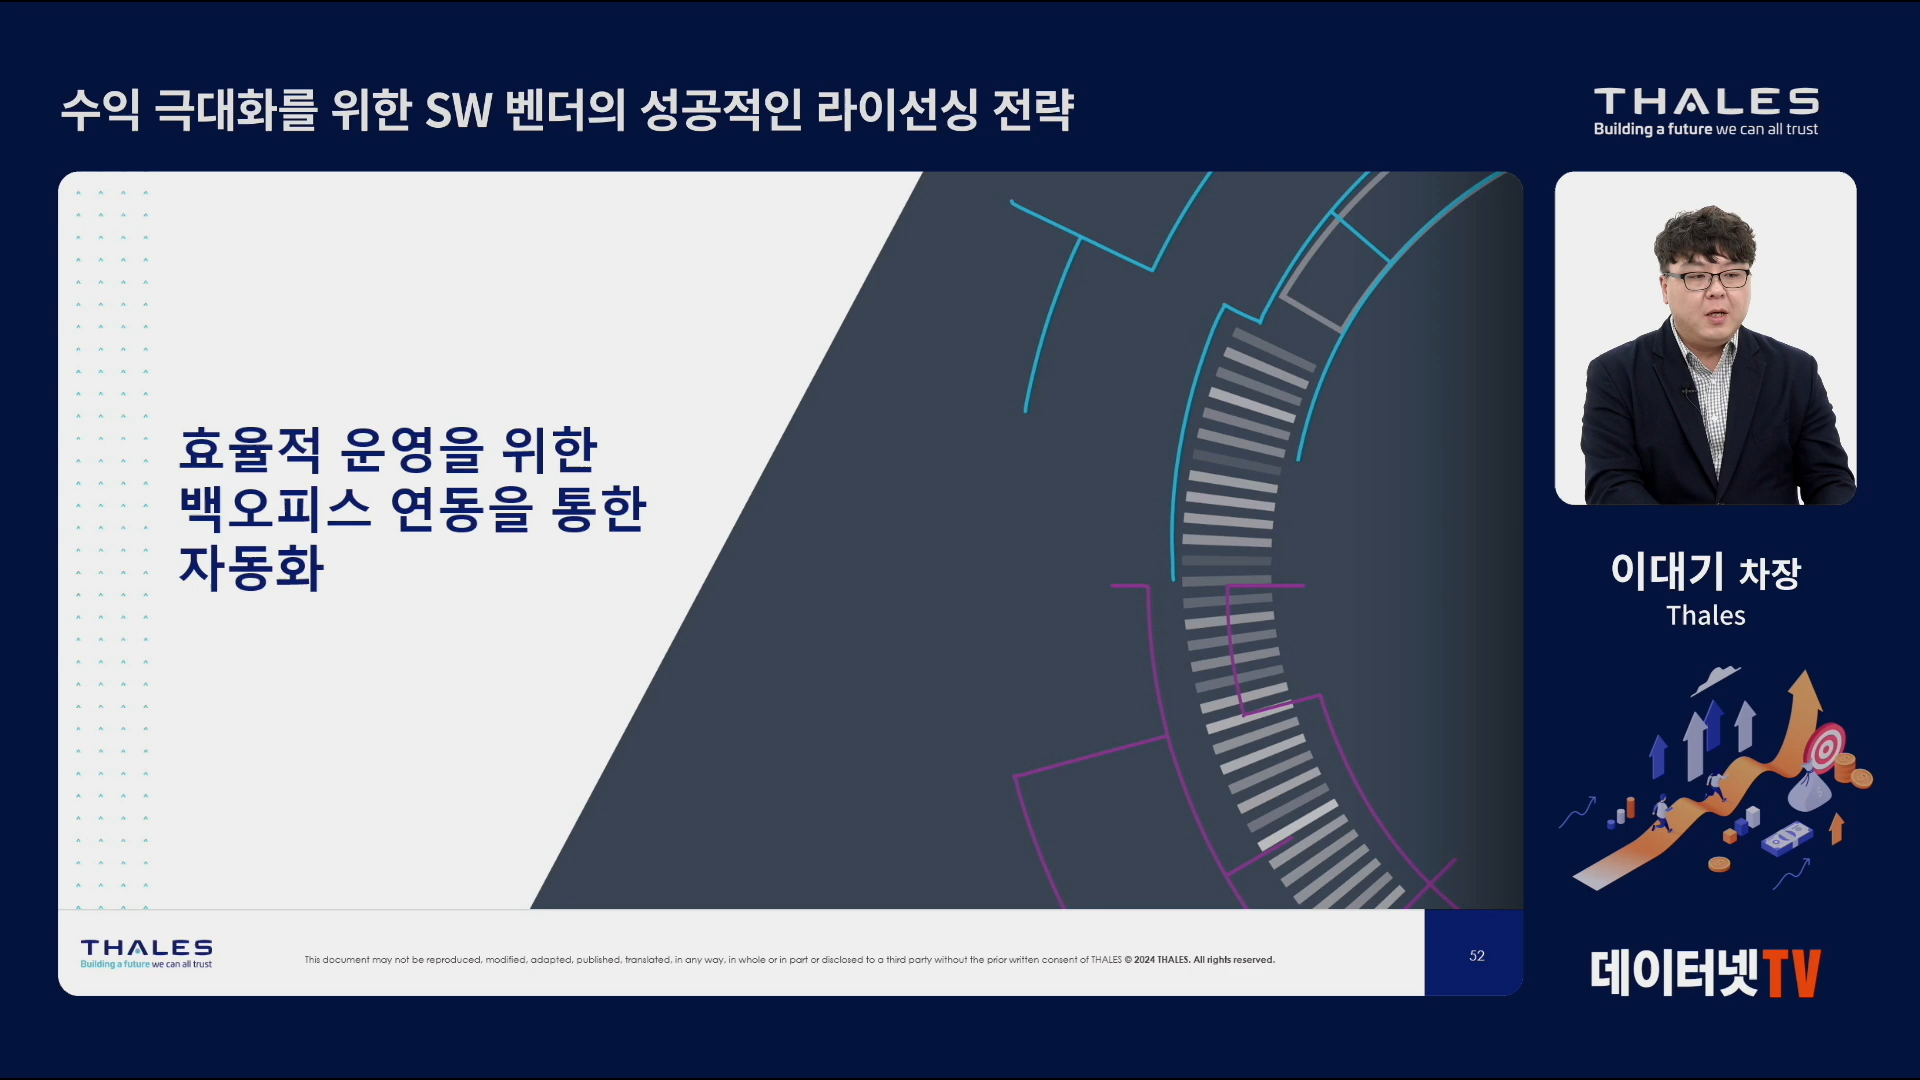 수익 극대화를 위한 SW 벤더의 성공적인 라이선싱 전략
THALES
Building a future we can all trust
효율적 운영을 위한
백오피스 연동을 통한
자동화
이대기 차장
Thales
THALES
Building a future we can all trust
This document may not be reproduced, modified, adapted, published, translated, in any way, in whole or in part or disclosed to a third party without the prior written consent of THALES © 2024 THALES. All rights reserved.
52
데이터넷TV